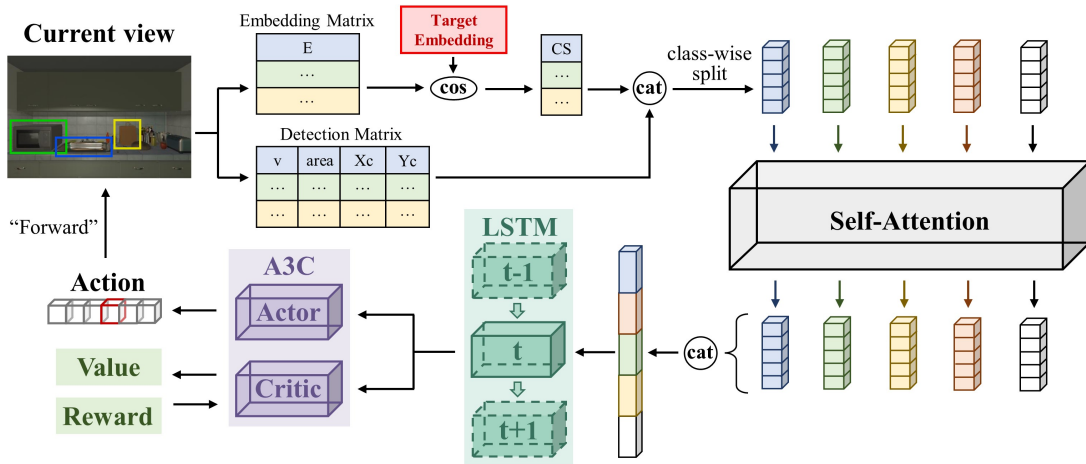 Current view
Embedding Matrix
E
...
...
Target
Embedding
cos
CS
...
...
cat
class-wise
split
Detection Matrix
v area Xc Yc
... ... ... ...
... ... ... ...
Self-Attention
"Forward"
Action
A3C
Actor
Critic
Value
Reward
LSTM
t-1
t
t+1
cat